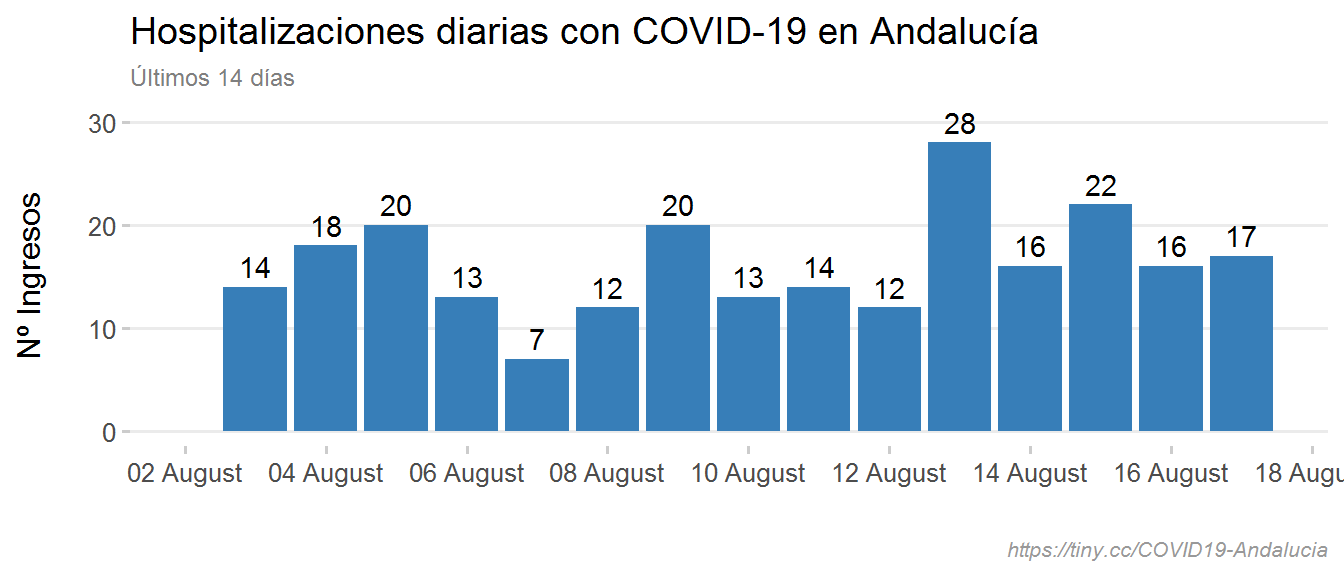 Hospitalizaciones diarias con COVID-19 en Andalucía
Últimos 14 días
Nº Ingresos
30
20
10
0
14
18
20
13
7
12
20
13
14
12
28
16
22
16
17
02 August
04 August
06 August
08 August
10 August
12 August
14 August
16 August
18 Augu
https://tiny.cc/COVID19-Andalucia